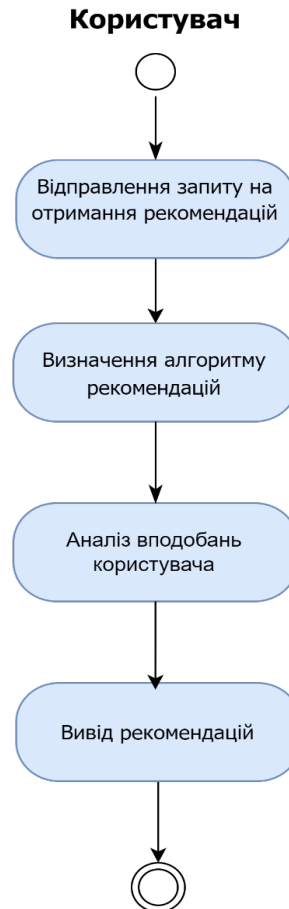 Користувач
Відправлення запиту на
отримання рекомендацій
Визначення алгоритму
рекомендацій
Аналіз вподобань
користувача
Вивід рекомендацій